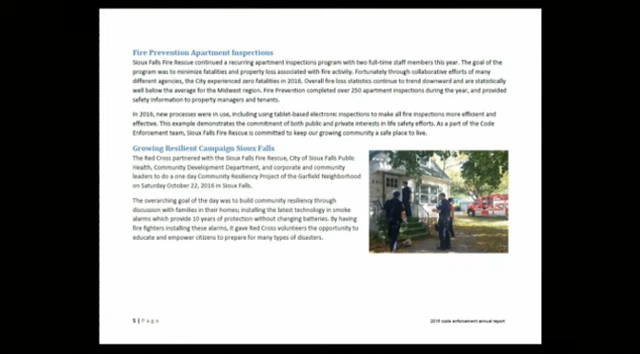 Fire Prevention Apartment Inspections
Sioux Falls Fire Rescue continued a recurring apartment inspections program with two full-time staff members this year. The goal of the
program was to minimize fatalities and property loss associated with fire activity. Fortunately through collaborative efforts of many
different agencies, the City experienced zero fatalities in 2016. Overall fire loss statistics continue to trend downward and are statistically
well below the average for the Midwest region. Fire Prevention completed over 250 apartment inspections during the year, and provided
safety information to property managers and tenants.
In 2016, new processes were in use, including using tablet-based electronic inspections to make all fire inspections more efficient and
effective. This example demonstrates the commitment of both public and private interests in life safety efforts. As a part of the Code
Enforcement team, Sioux Falls Fire Rescue is committed to keep our growing community a safe place to live.
Growing Resilient Campaign Sioux Falls
The Red Cross partnered with the Sioux Falls Fire Rescue, City of Sioux Falls Public
Health, Community Development Department, and corporate and community
leaders to do a one day Community Resiliency Project of the Garfield Neighborhood
on Saturday October 22, 2016 in Sioux Falls.
The overarching goal of the day was to build community resiliency through
discussion with families in their homes; installing the latest technology in smoke
alarms which provide 10 years of protection without changing batteries. By having
fire fighters installing these alarms, it gave Red Cross volunteers the opportunity to
educate and empower citizens to prepare for many types of disasters.
5 | Page
2016 code enforcement annual report